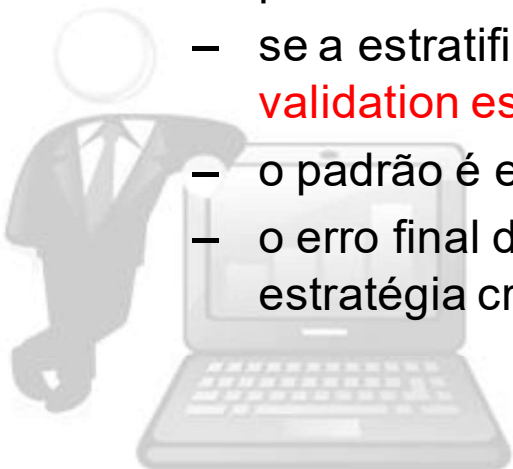 – se a estratifi
validation es
– o padrão é e
– o erro final d
estratégia cr